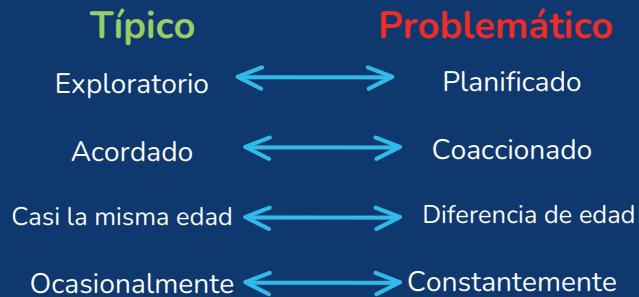 Típico Problemático
Exploratorio Planificado
Acordado Coaccionado
Casi la misma edad Diferencia de edad
Ocasionalmente Constantemente